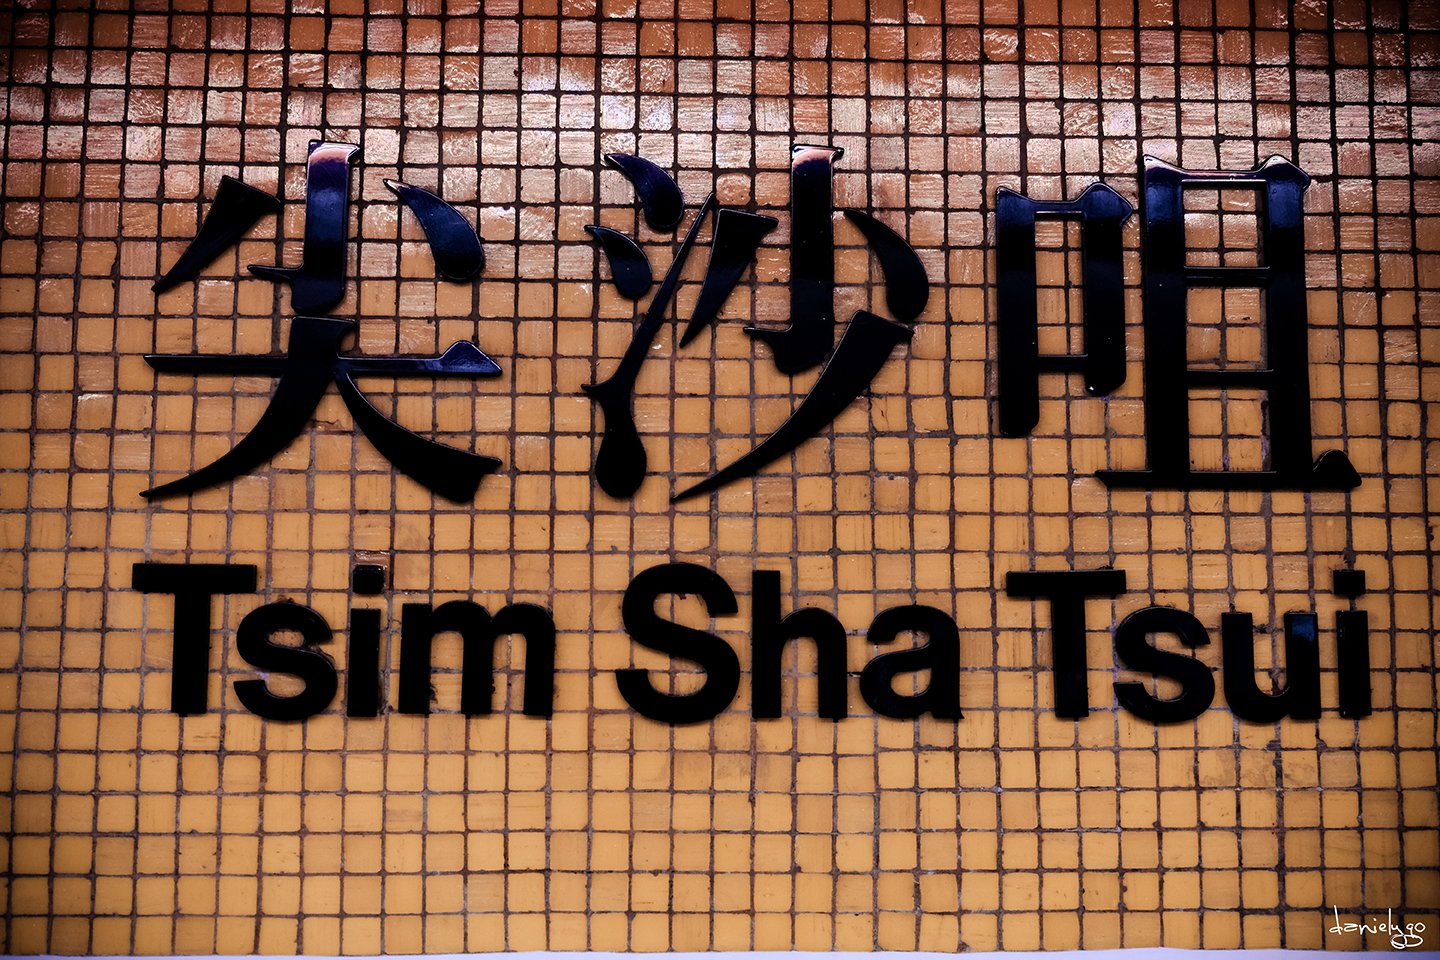 尖沙咀
Tsim Sha Tsui
danielygo